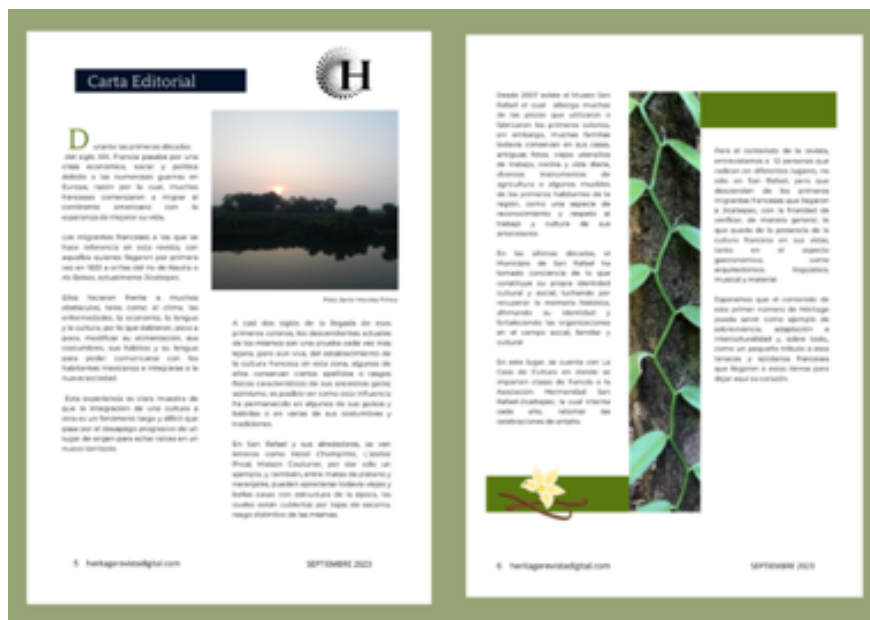 Carta Editorial
H
Durante las primeras décadas
del siglo XIX, Francia pasaba por una
crisis económica, social y política
debido a las numerosas guerras en
Europa, razón por la cual, muchos
franceses comenzaron a migrar al
continente americano con la
esperanza de mejorar su vida.
Los migrantes franceses a los que se
hace referencia en esta revista, son
aquellos quienes llegaron por primera
vez en 1833 a orillas del río de Nautla o
río Bobos, actualmente Jicaltepec.
Ellos hicieron frente a muchos
obstáculos, tales como: el clima, las
enfermedades, la economía, la lengua
y la cultura, por lo que debieron, poco a
poco, modificar su alimentación, sus
costumbres, sus hábitos y su lengua
para poder comunicarse con los
habitantes mexicanos e integrarse a la
nueva sociedad.
Esta experiencia es clara muestra de
que la integración de una cultura a
otra es un fenómeno largo y difícil que
pasa por el desapego progresivo de un
lugar de origen para echar raíces en un
nuevo territorio.
A casi dos siglos de la llegada de esos
primeros colonos, los descendientes actuales
de los mismos son una prueba cada vez más
lejana, pero aún viva, del establecimiento de
la cultura francesa en esta zona, algunos de
ellos conservan ciertos apellidos o rasgos
físicos característicos de sus ancestros galos;
asimismo, es posible ver como esta influencia
ha permanecido en algunos de sus guisos y
bebidas o en varias de sus costumbres y
tradiciones.
En San Rafael y sus alrededores, se ven
letreros como Hotel Champitito,
Proal, Maison Couturier, por dar sólo un
ejemplo, y, también, entre matas de plátano y
naranjales, pueden apreciarse todavía viejas y
bellas casas con estructura de la época, las
cuales están cubiertas por tejas de escama,
rasgo distintivo de las mismas.
5 heritagerevistadigital.com
SEPTIEMBRE 2023
Desde 2007 existe el Museo San
Rafael el cual alberga muchas
de las piezas que utilizaron o
fabricaron los primeros colonos,
sin embargo, muchas familias
todavía conservan en sus casas,
antiguas fotos, viejos utensilios
de trabajo, cocina y vida diaria,
diversos instrumentos de
agricultura o algunos muebles
de los primeros habitantes de la
región, como una especie de
reconocimiento y respeto al
trabajo y cultura de sus
antecesores.
En las últimas décadas, el
Municipio de San Rafael ha
tomado conciencia de lo que
constituye su propia identidad
cultural y social, luchando por
recuperar la memoria histórica,
afirmando su identidad y
fortaleciendo las organizaciones
en el campo social, familiar y
cultural
En este lugar, se cuenta con La
Casa de Cultura en donde se
imparten clases de francés o la
Asociación Hermandad San
Rafael-Jicaltepec, la cual intenta
cada año, retomar las
celebraciones de antaño.
Para el contenido de la revista,
entrevistamos a 12 personas que
radican en diferentes lugares, no
sólo en San Rafael, pero que
descienden de los primeros
migrantes franceses que llegaron
a Jicaltepec, con la finalidad de
verificar, de manera general, lo
que queda de la presencia de la
cultura francesa en sus vidas,
tanto en el aspecto
gastronómico, como
arquitectónico, lingüístico,
musical y material.
Esperamos que el contenido de
este primer número de Héritage
pueda servir como ejemplo de
sobrevivencia, adaptación e
interculturalidad y, sobre todo,
como un pequeño tributo a esos
tenaces y solidarios franceses
que llegaron a estas tierras para
dejar aquí su corazón.
6 heritagerevistadigital.com
SEPTIEMBRE 2023